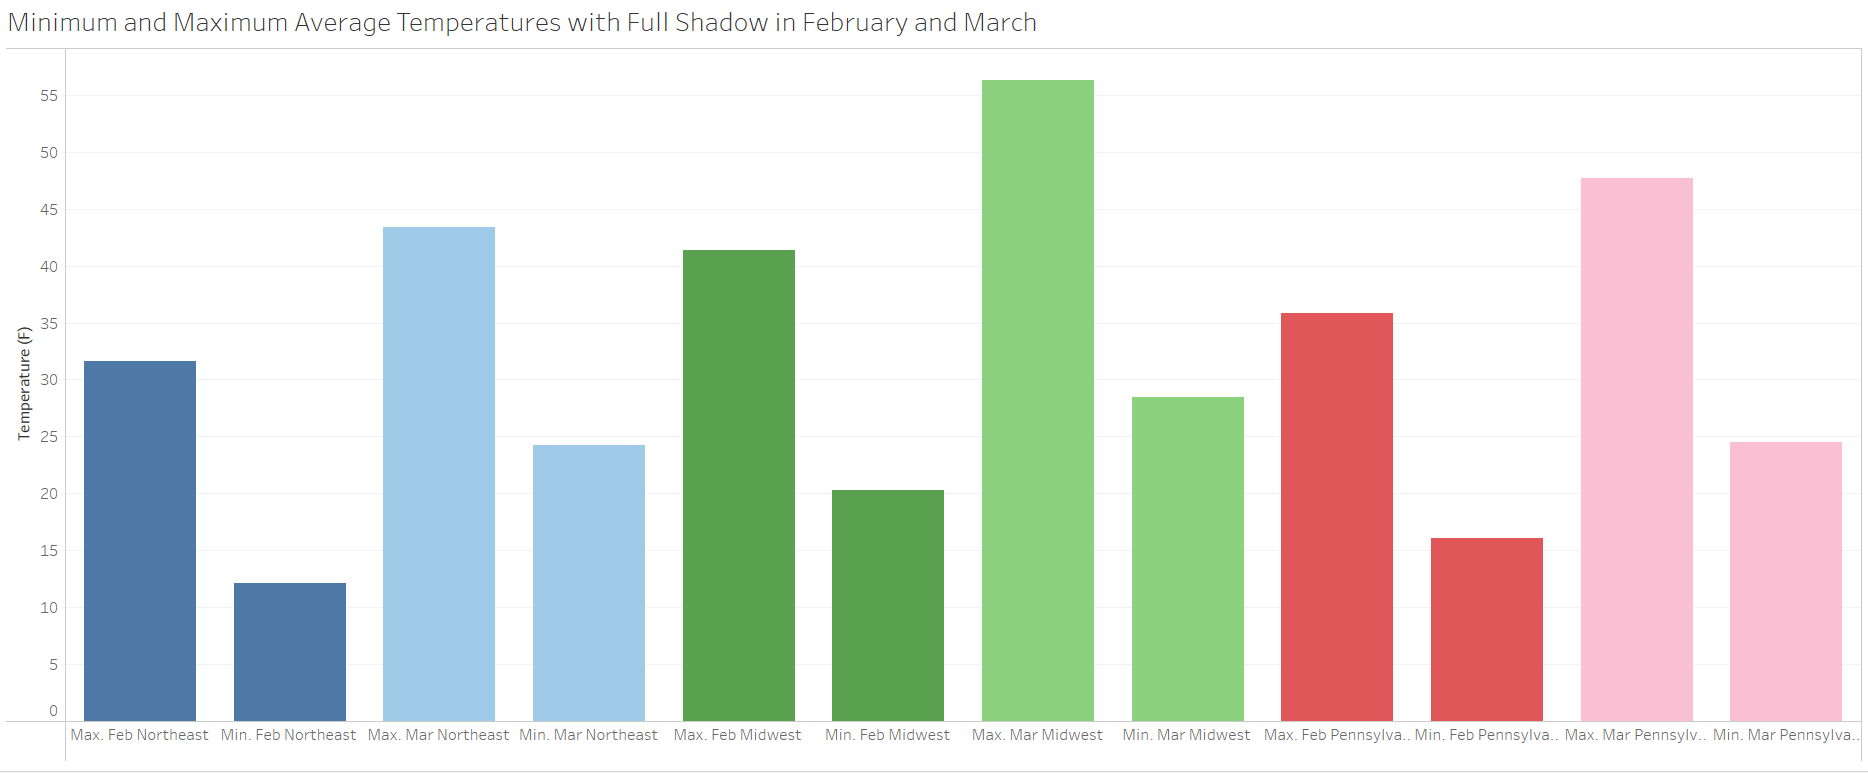 Minimum and Maximum Average Temperatures with Full Shadow in February and March
Temperature (F)
55
50
45
40
35
30
25
20
15
10
5
0
Max. Feb Northeast
Min. Feb Northeast
Max. Mar Northeast
Min. Mar Northeast
Max. Feb Midwest
Min. Feb Midwest
Max. Mar Midwest
Min. Mar Midwest
Max. Feb Pennsylva..
Min. Feb Pennsylva..
Max. Mar Pennsylv..
Min. Mar Pennsylva..